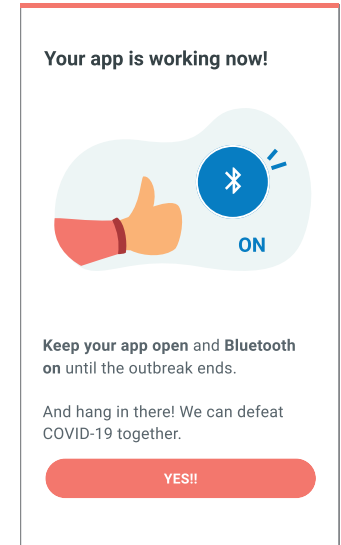 Your app is working now!
ON
Keep your app open and Bluetooth
on until the outbreak ends.
And hang in there! We can defeat
COVID-19 together.
YES!!